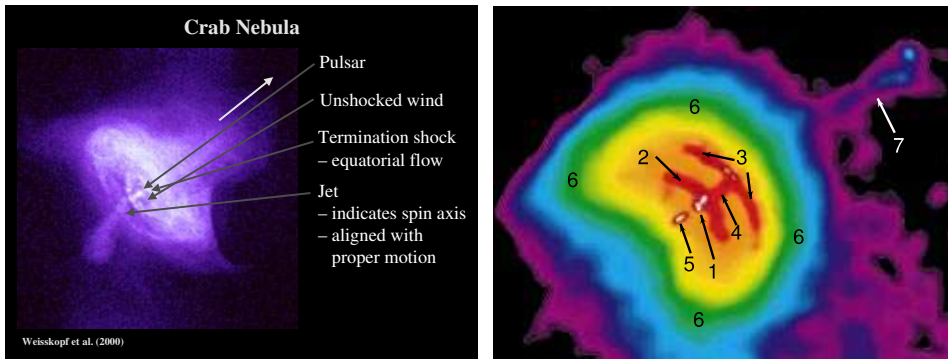 Crab Nebula
Pulsar
Unshocked wind
Termination shock
– equatorial flow
Jet
– indicates spin axis
– aligned with
proper motion
Weisskopf et al. (2000)
6
7
2
3
6
4
6
5
1
6